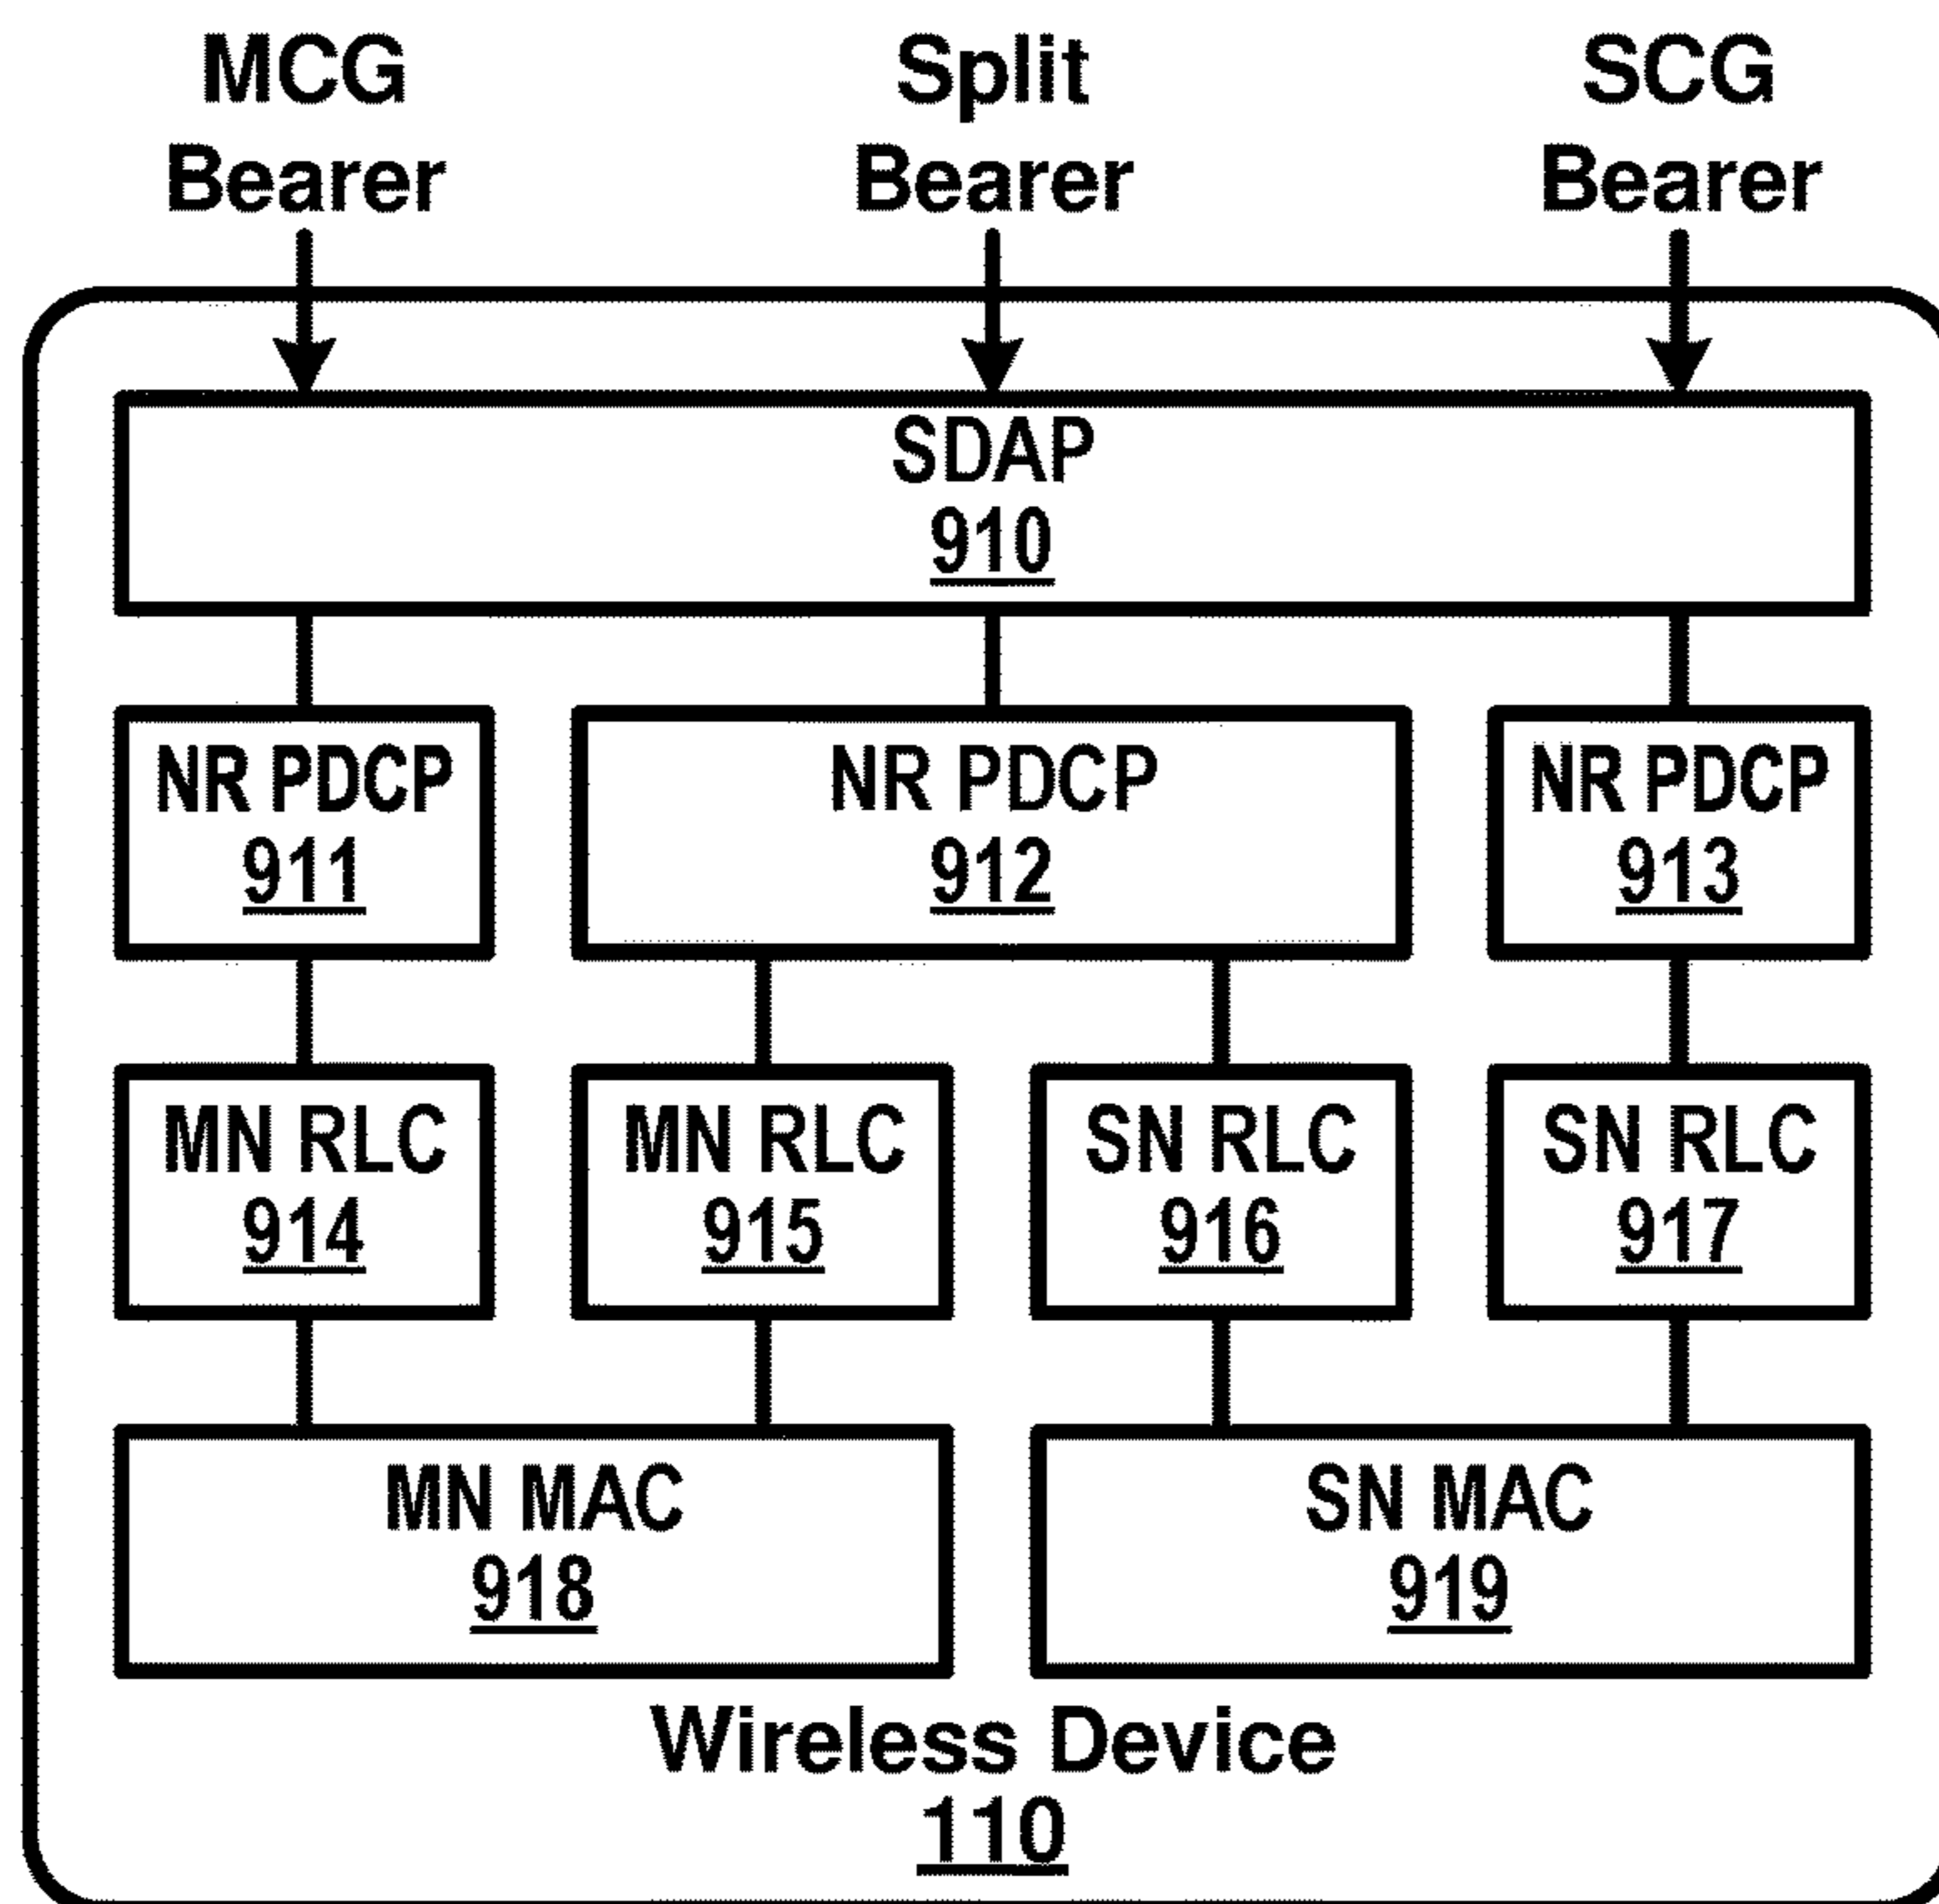 MCG
Bearer
Split
Bearer
SCG
Bearer
SDAP
910
NR PDCP
911
NR PDCP
912
NR PDCP
913
MN RLC
914
MN RLC
915
SN RLC
916
SN RLC
917
MN MAC
918
SN MAC
919
Wireless Device
110